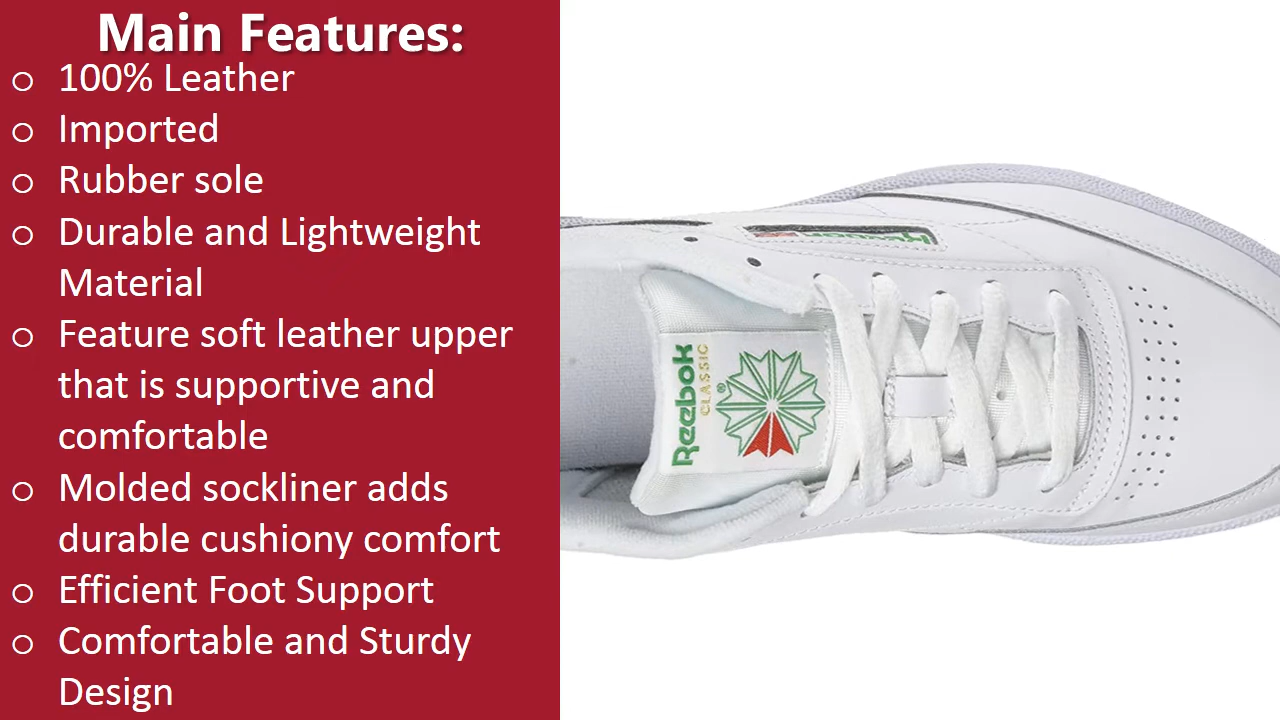 Main Features:
○ 100% Leather
○ Imported
○ Rubber sole
○ Durable and Lightweight
Material
○ Feature soft leather upper
that is supportive and
comfortable
○ Molded sockliner adds
durable cushiony comfort
○ Efficient Foot Support
○ Comfortable and Sturdy
Design
Reebok
Reebok
CLASSIC
®